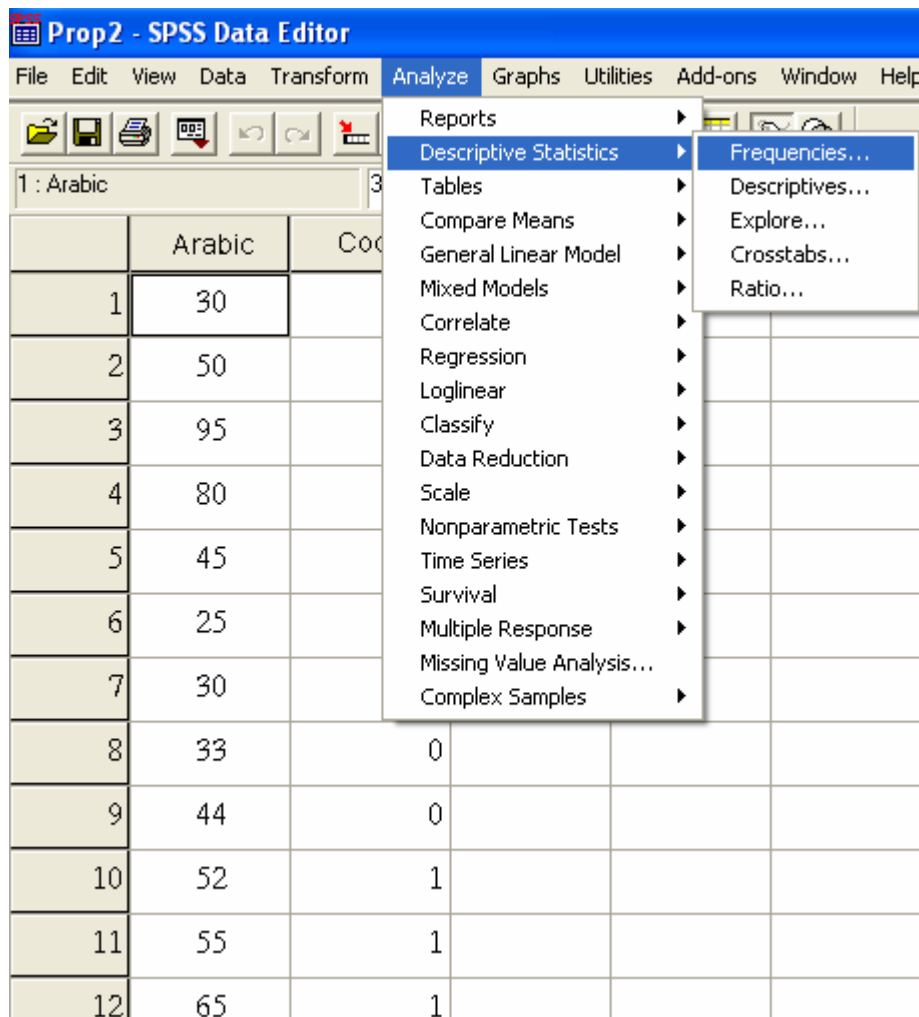 SPSS
Prop2 - SPSS Data Editor
File Edit View Data Transform Analyze Graphs Utilities Add-ons Window Help
1 : Arabic 3
Reports
Descriptive Statistics
Tables
Compare Means
General Linear Model
Mixed Models
Correlate
Regression
Loglinear
Classify
Data Reduction
Scale
Nonparametric Tests
Time Series
Survival
Multiple Response
Missing Value Analysis...
Complex Samples
Frequencies...
Descriptives...
Explore...
Crosstabs...
Ratio...
Arabic
1 30
2 50
3 95
4 80
5 45
6 25
7 30
8 33 0
9 44 0
10 52 1
11 55 1
12 65 1